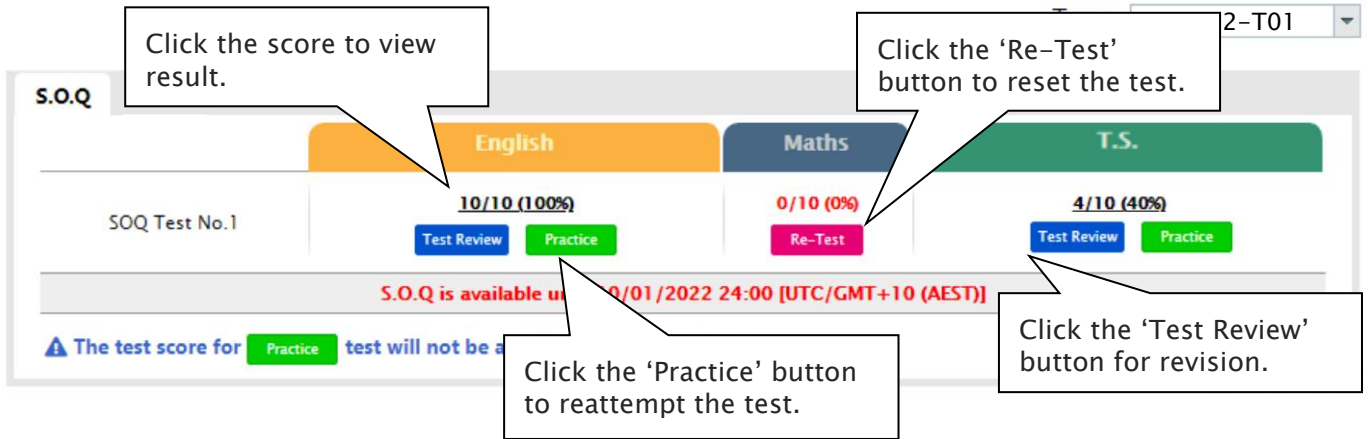 2-T01
Click the score to view
result.
Click the ‘Re-Test’
button to reset the test.
S.O.Q
English
Maths
T.S.
SOQ Test No.1
10/10 (100%)
0/10 (0%)
4/10 (40%)
Test Review
Practice
Re-Test
Test Review
Practice
S.O.Q is available 0/01/2022 24:00 [UTC/GMT+10 (AEST)]
The test score for Practice test will not be
Click the ‘Practice’ button
to reattempt the test.
Click the ‘Test Review’
button for revision.